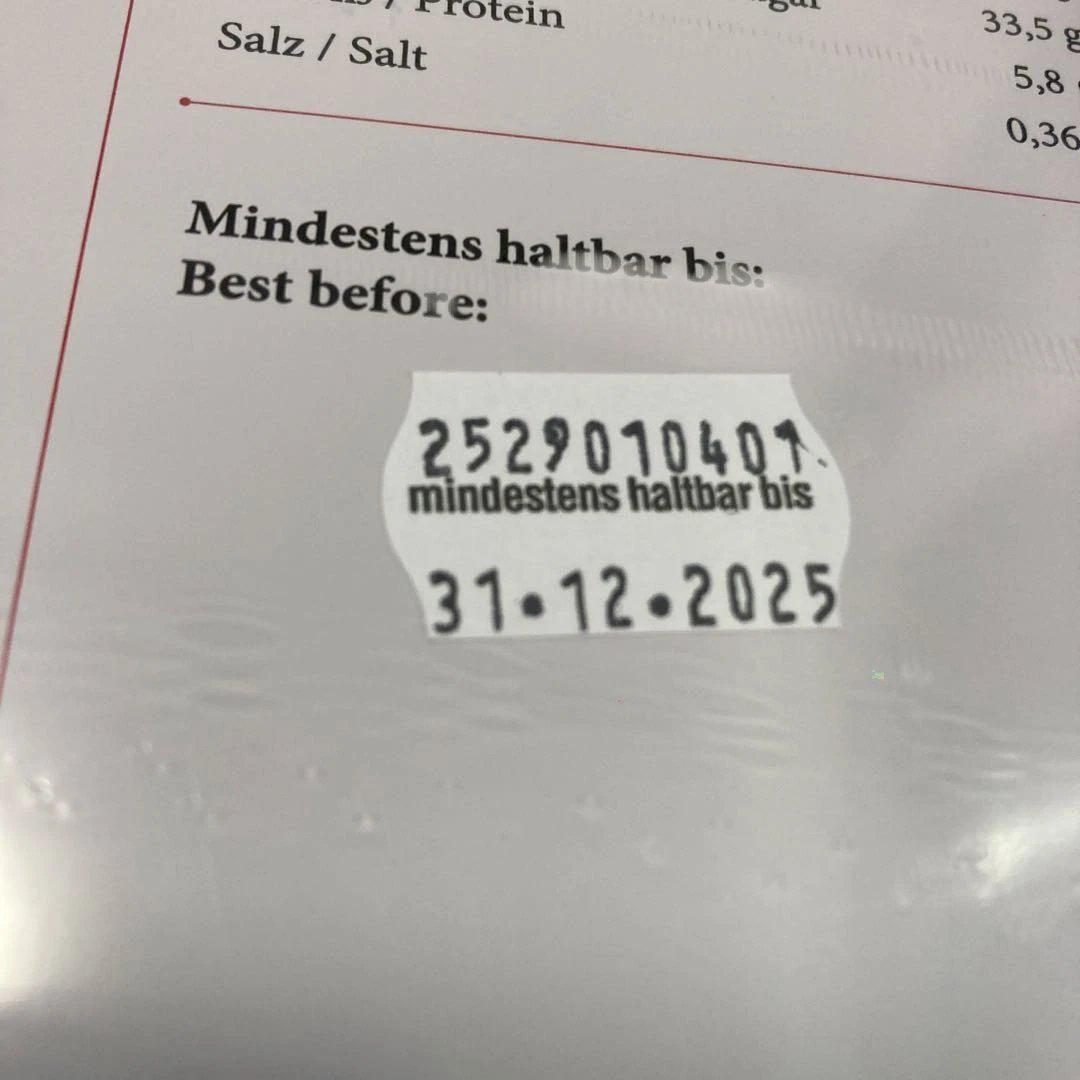 Protein
33,5 g
Salz / Salt
5,8
0,36
Mindestens haltbar bis:
Best before:
2529010401.
mindestens haltbar bis
31.12.2025